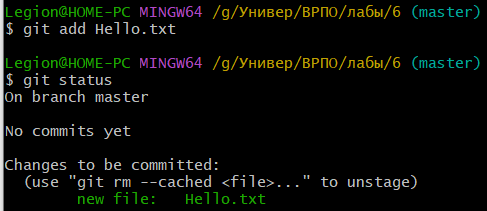 Legion@HOME-PC MINGW64 /g/Универ/ВРПО/лабы/6 (master)
$ git add Hello.txt
Legion@HOME-PC MINGW64 /g/Универ/ВРПО/лабы/6 (master)
$ git status
On branch master
No commits yet
Changes to be committed:
(use "git rm --cached <file>..." to unstage)
new file:   Hello.txt